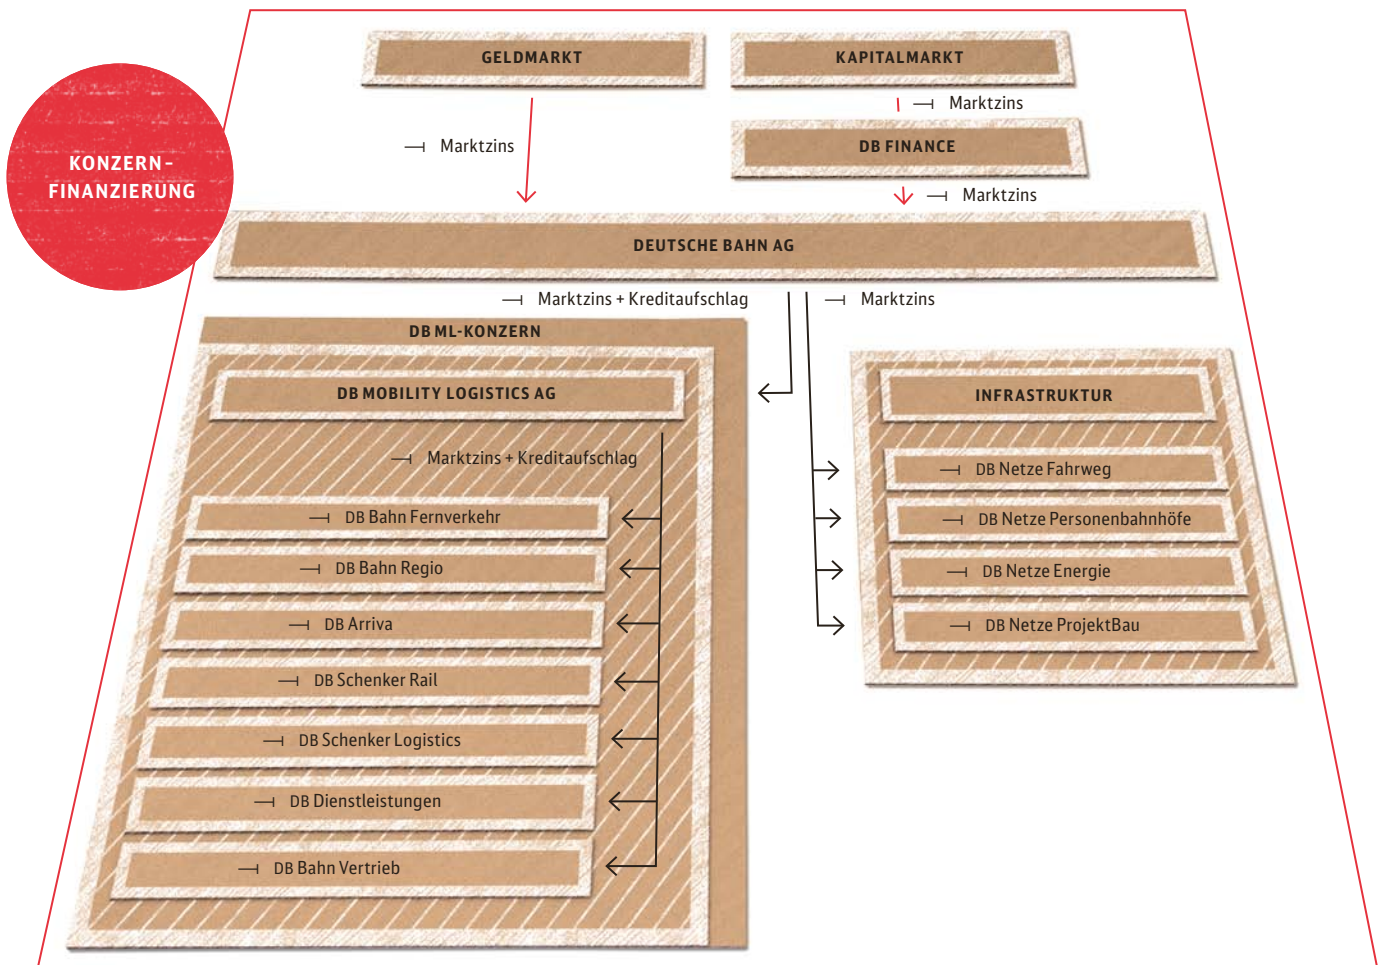 KONZERN-
FINANZIERUNG
GELDMARKT
KAPITALMARKT
Marktzins
Marktzins
DB FINANCE
Marktzins
DEUTSCHE BAHN AG
Marktzins + Kreditaufschlag
Marktzins
DB ML-KONZERN
DB MOBILITY LOGISTICS AG
Marktzins + Kreditaufschlag
DB Bahn Fernverkehr
DB Bahn Regio
DB Arriva
DB Schenker Rail
DB Schenker Logistics
DB Dienstleistungen
DB Bahn Vertrieb
INFRASTRUKTUR
DB Netze Fahrweg
DB Netze Personenbahnhöfe
DB Netze Energie
DB Netze ProjektBau